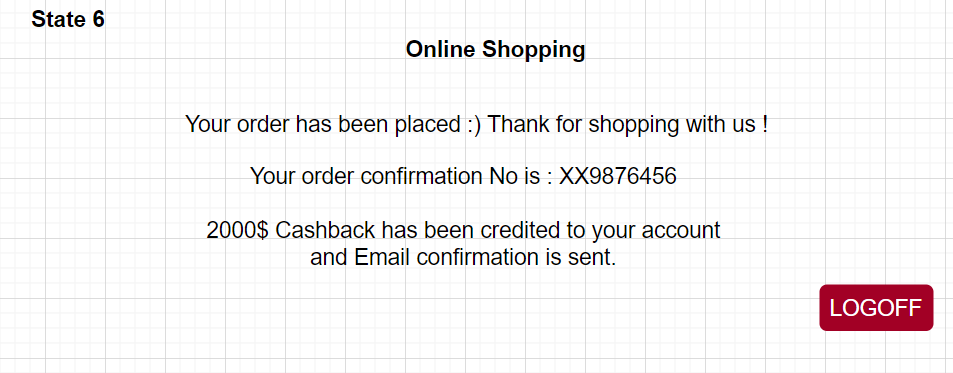 State 6
Online Shopping
Your order has been placed :) Thank for shopping with us !
Your order confirmation No is : XX9876456
2000$ Cashback has been credited to your account
and Email confirmation is sent.
LOGOFF